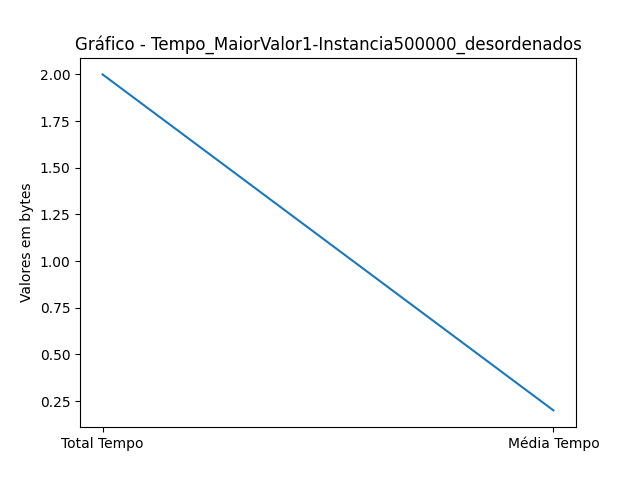 Gráfico - Tempo_MaiorValor1-Instancia500000_desordenados
Valores em bytes
2.00
1.75
1.50
1.25
1.00
0.75
0.50
0.25
Total Tempo
Média Tempo